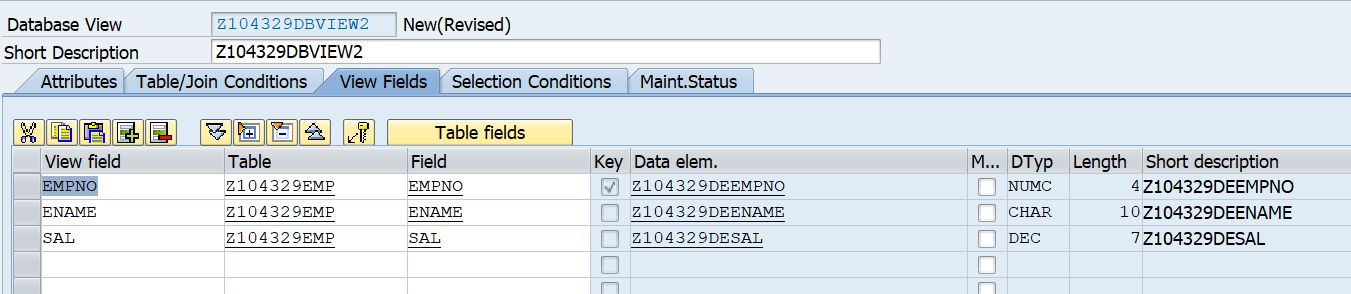 Database View Z104329DBVIEW2 New(Revised)
Short Description Z104329DBVIEW2
Attributes Table/Join Conditions View Fields Selection Conditions Maint.Status
Table fields
View field Table Field Key Data elem. M... DTyp Length Short description
EMPNO Z104329EMP EMPNO Z104329DEEMPNO NUMC 4 Z104329DEEMPNO
ENAME Z104329EMP ENAME Z104329DEENAME CHAR 10 Z104329DEENAME
SAL Z104329EMP SAL Z104329DESAL DEC 7 Z104329DESAL